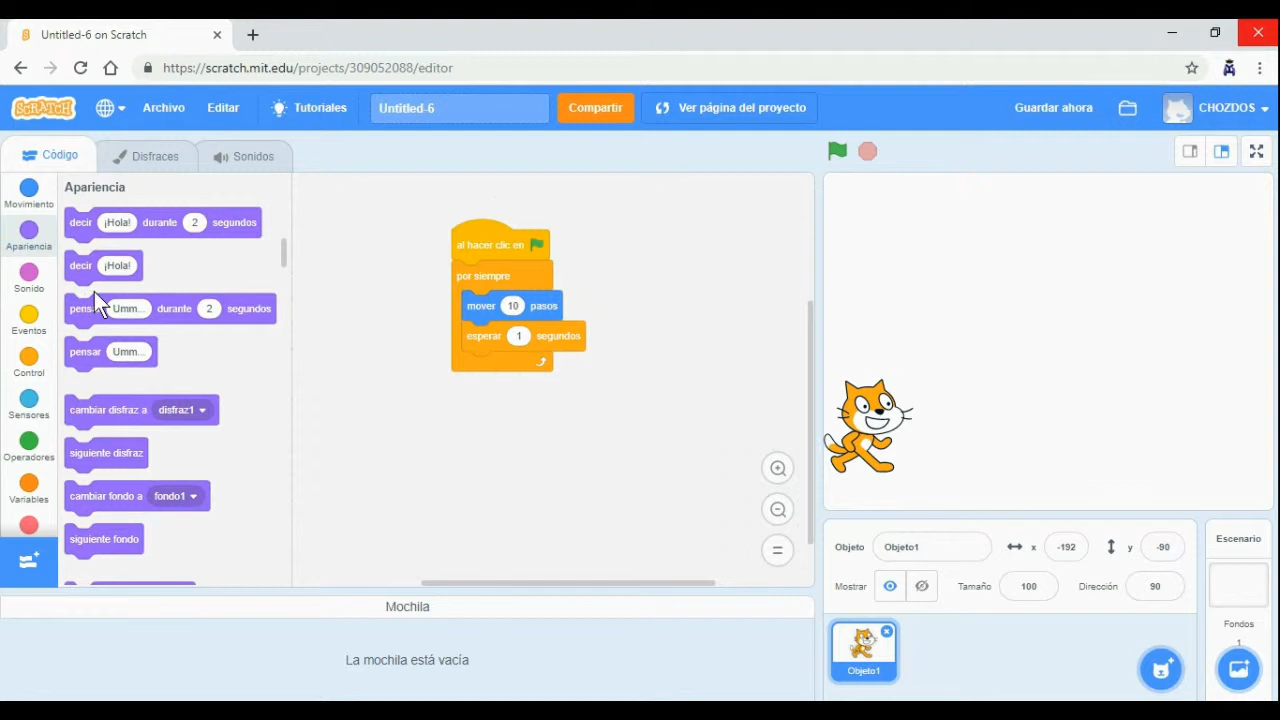 Untitled-6 on Scratch
https://scratch.mit.edu/projects/309052088/editor
SCRATCH
Archivo
Editar
Tutoriales
Untitled-6
Compartir
Ver página del proyecto
Guardar ahora
CHOZDOS
Código
Disfraces
Sonidos
Movimiento
Apariencia
Sonido
Eventos
Control
Sensores
Operadores
Variables
Apariencia
decir ¡Hola! durante 2 segundos
decir ¡Hola!
pensar Umm... durante 2 segundos
pensar Umm...
cambiar disfraz a disfraz1
siguiente disfraz
cambiar fondo a fondo1
siguiente fondo
al hacer clic en
por siempre
mover 10 pasos
esperar 1 segundos
Mochila
La mochila está vacía
Objeto Objeto1 x -192 y -90
Mostrar Tamaño 100 Dirección 90
Objeto1
Escenario
Fondos
1